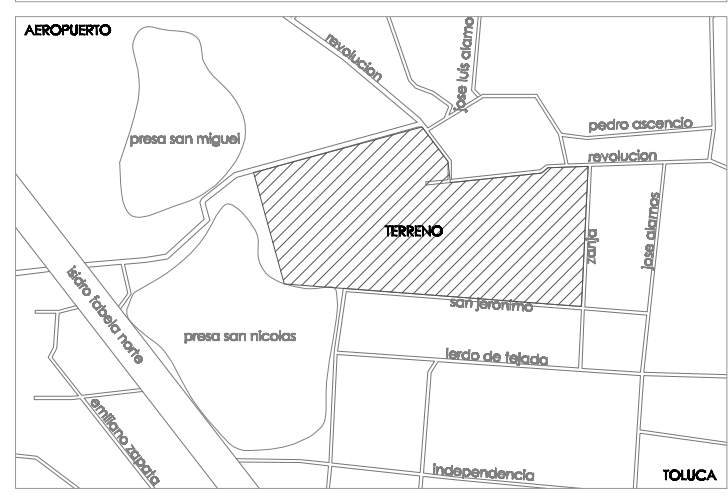 AEROPUERTO
revolucion
jose luis alamo
presa san miguel
pedro ascencio
revolucion
TERRENO
zanja
jose alamos
isidro fabela norte
san jeronimo
presa san nicolas
lerdo de tejada
emiliano zapata
independencia
TOLUCA